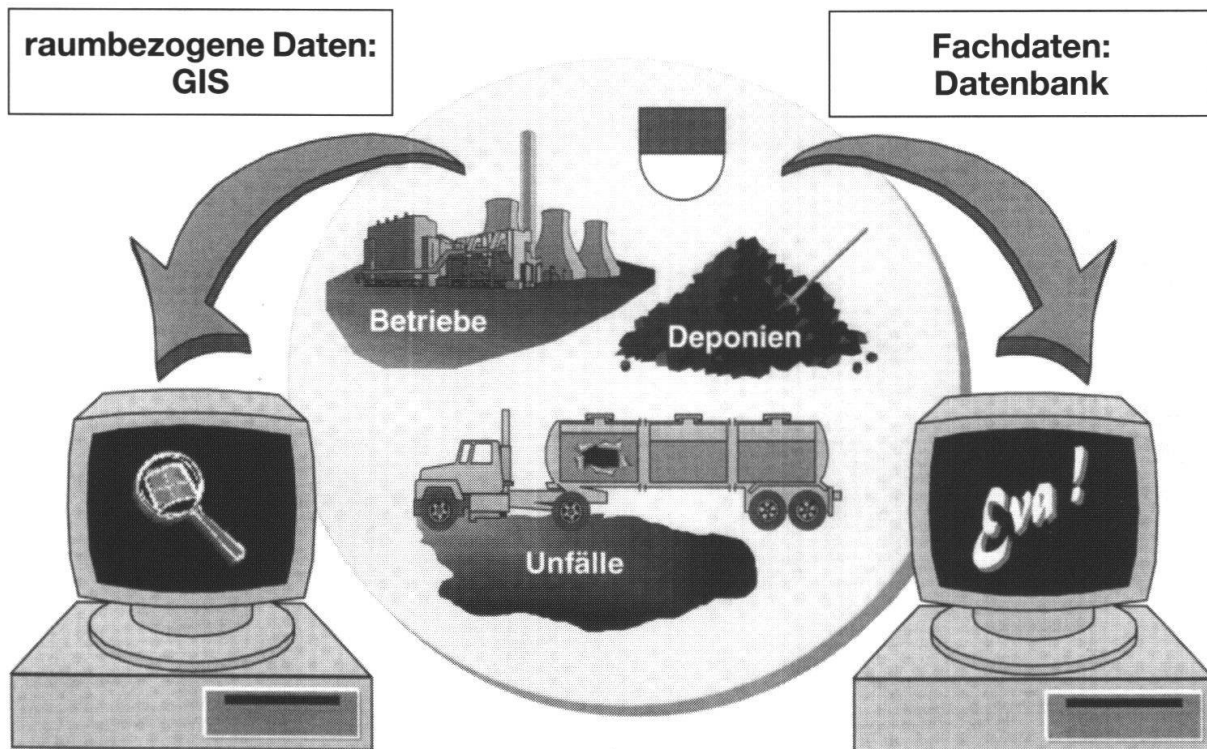 raumbezogene Daten:
GIS
Fachdaten:
Datenbank
Betriebe
Deponien
Unfälle
Eva!